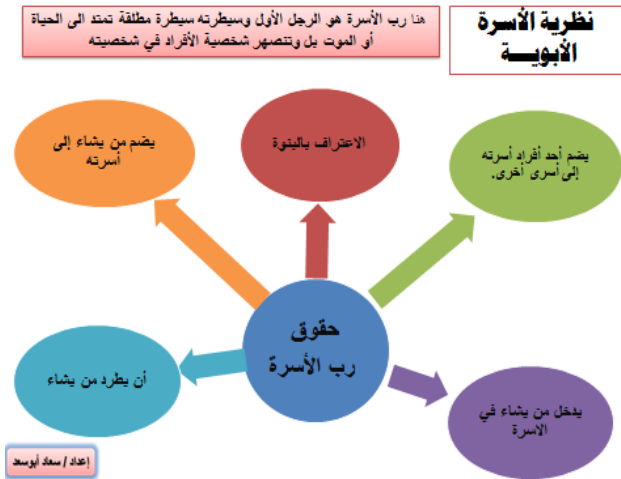 نظرية الأسرة
الأبويـــة
هنا رب الأسرة هو الرجل الأول وسيطرته سيطرة مطلقة تمتد الى الحياة
أو الموت بل وتنصهر شخصية الأفراد في شخصيته
يضم أحد أفراد أسرته
إلى أسرى أخرى.
الاعتراف بالبنوة
يضم من يشاء إلى
أسرته
حقوق
رب الأسرة
أن يطرد من يشاء
يدخل من يشاء في
الاسرة
إعداد / سعاد أبوسعد